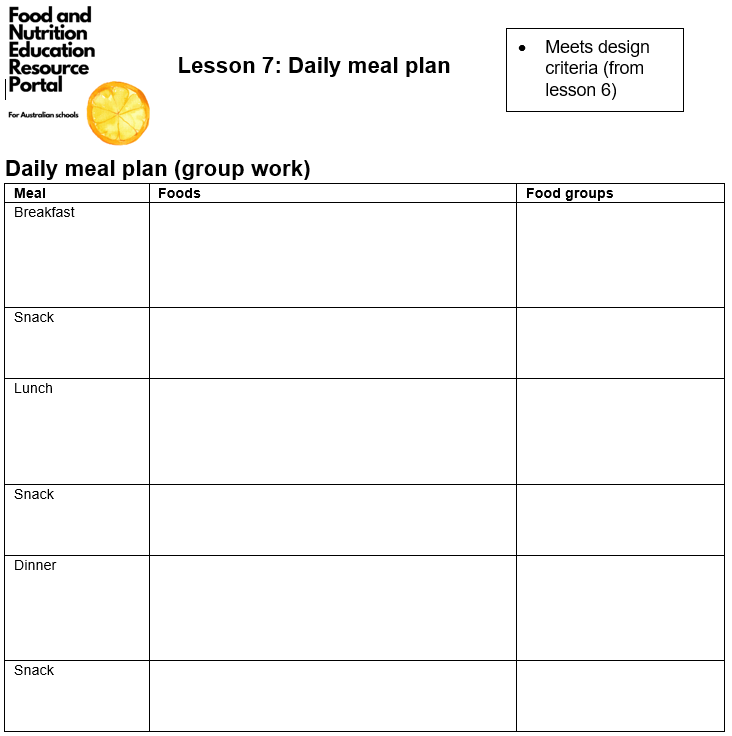 Food and
Nutrition
Education
Resource
Portal
For Australian schools
Lesson 7: Daily meal plan
• Meets design
criteria (from
lesson 6)
Daily meal plan (group work)
Meal Foods Food groups
Breakfast
Snack
Lunch
Snack
Dinner
Snack